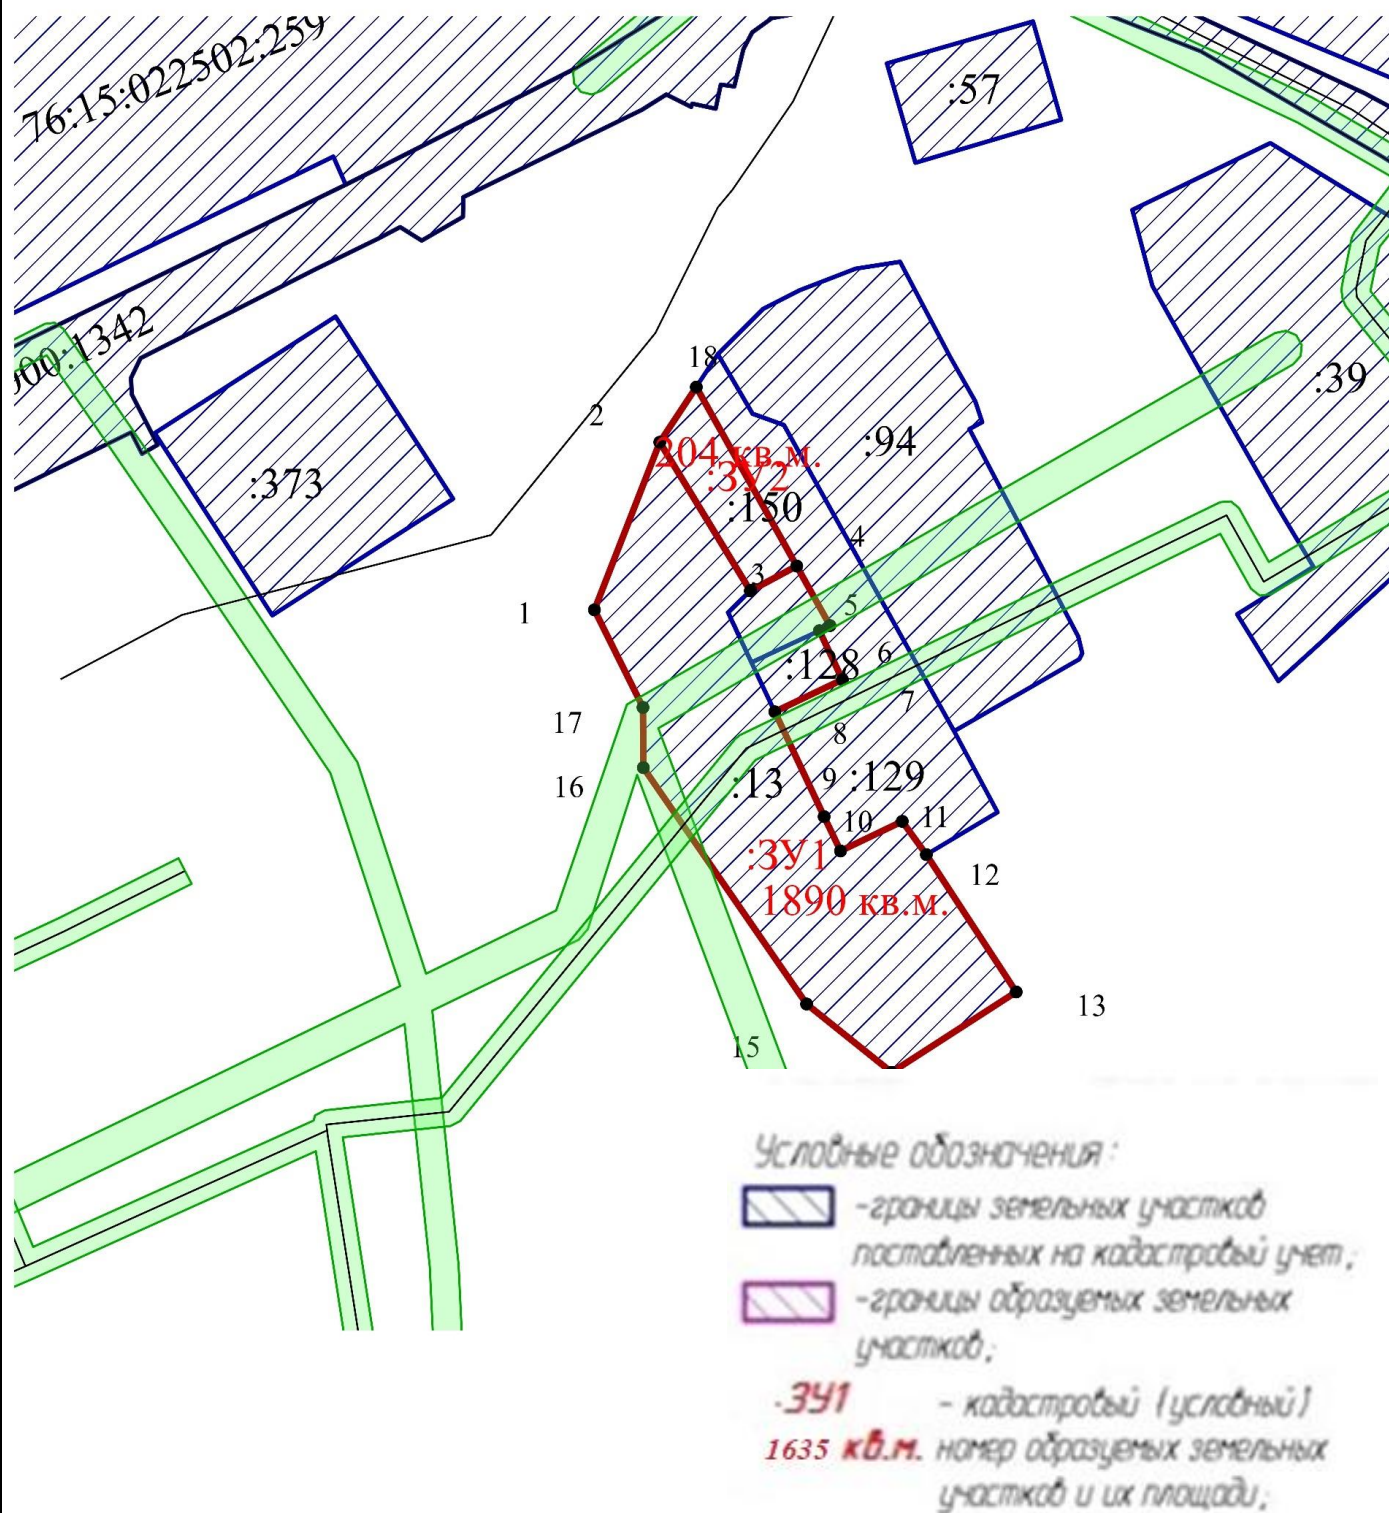 76:15:022502:259
:57
000:1342
:39
18
2
:94
204 кв.м.
:ЗУ2
:373
:150
4
3
5
1
:128
6
7
17
8
:13
9
:129
16
10
11
:ЗУ1
12
1890 кв.м.
13
15
Условные обозначения:
-границы земельных участков
поставленных на кадастровый учет;
-границы образуемых земельных
участков;
.ЗУ1 - кадастровый (условный)
1635 кв.м. номер образуемых земельных
участков и их площади;